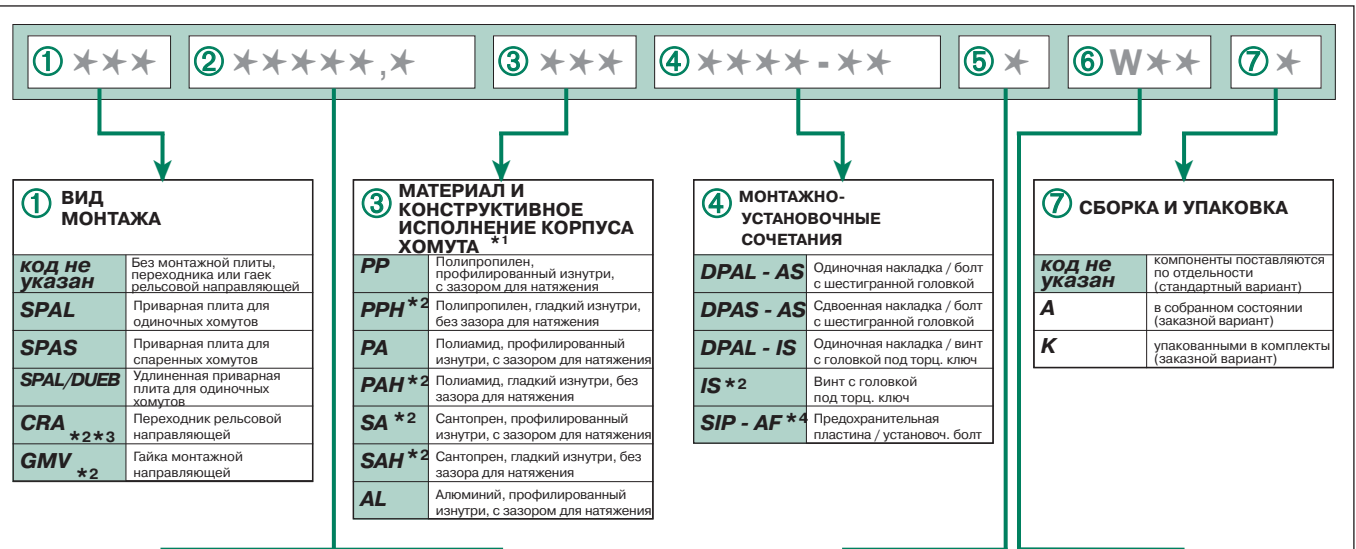 ① ★★★ ② ★★★★★,★ ③ ★★★ ④ ★★★★-★★ ⑤ ★ ⑥ W★★ ⑦ ★
① ВИД
МОНТАЖА
код не
указан
Без монтажной плиты,
переходника или гаек
рельсовой направляющей
SPAL
Приварная плита для
одиночных хомутов
SPAS
Приварная плита для
спаренных хомутов
SPAL/DUEB
Удлиненная приварная
плита для одиночных
хомутов
CRA *2*3
Переходник рельсовой
направляющей
GMV *2
Гайка монтажной
направляющей
③ МАТЕРИАЛ И
КОНСТРУКТИВНОЕ
ИСПОЛНЕНИЕ КОРПУСА
ХОМУТА *1
PP
Полипропилен,
профилированный изнутри,
с зазором для натяжения
PPH *2
Полипропилен, гладкий изнутри,
без зазора для натяжения
PA
Полиамид, профилированный
изнутри, с зазором для натяжения
PAH *2
Полиамид, гладкий изнутри, без
зазора для натяжения
SA *2
Сантопрен, профилированный
изнутри, с зазором для натяжения
SAH *2
Сантопрен, гладкий изнутри, без
зазора для натяжения
AL
Алюминий, профилированный
изнутри, с зазором для натяжения
④ МОНТАЖНО-
УСТАНОВОЧНЫЕ
СОЧЕТАНИЯ
DPAL - AS
Одиночная накладка / болт
с шестигранной головкой
DPAS - AS
Сдвоенная накладка / болт
с шестигранной головкой
DPAL - IS
Одиночная накладка / винт
с головкой под торц. ключ
IS *2
Винт с головкой
под торц. ключ
SIP - AF *4
Предохранительная
пластина / установоч. болт
⑦ СБОРКА И УПАКОВКА
код не
указан
компоненты поставляются
по отдельности
(стандартный вариант)
A
в собранном состоянии
(заказной вариант)
K
упакованными в комплекты
(заказной вариант)